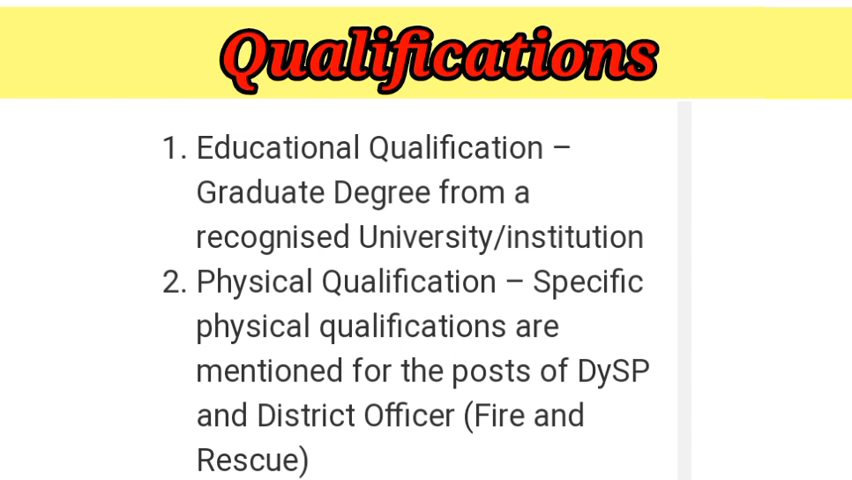 Qualifications
1. Educational Qualification –
Graduate Degree from a
recognised University/institution
2. Physical Qualification – Specific
physical qualifications are
mentioned for the posts of DySP
and District Officer (Fire and
Rescue)